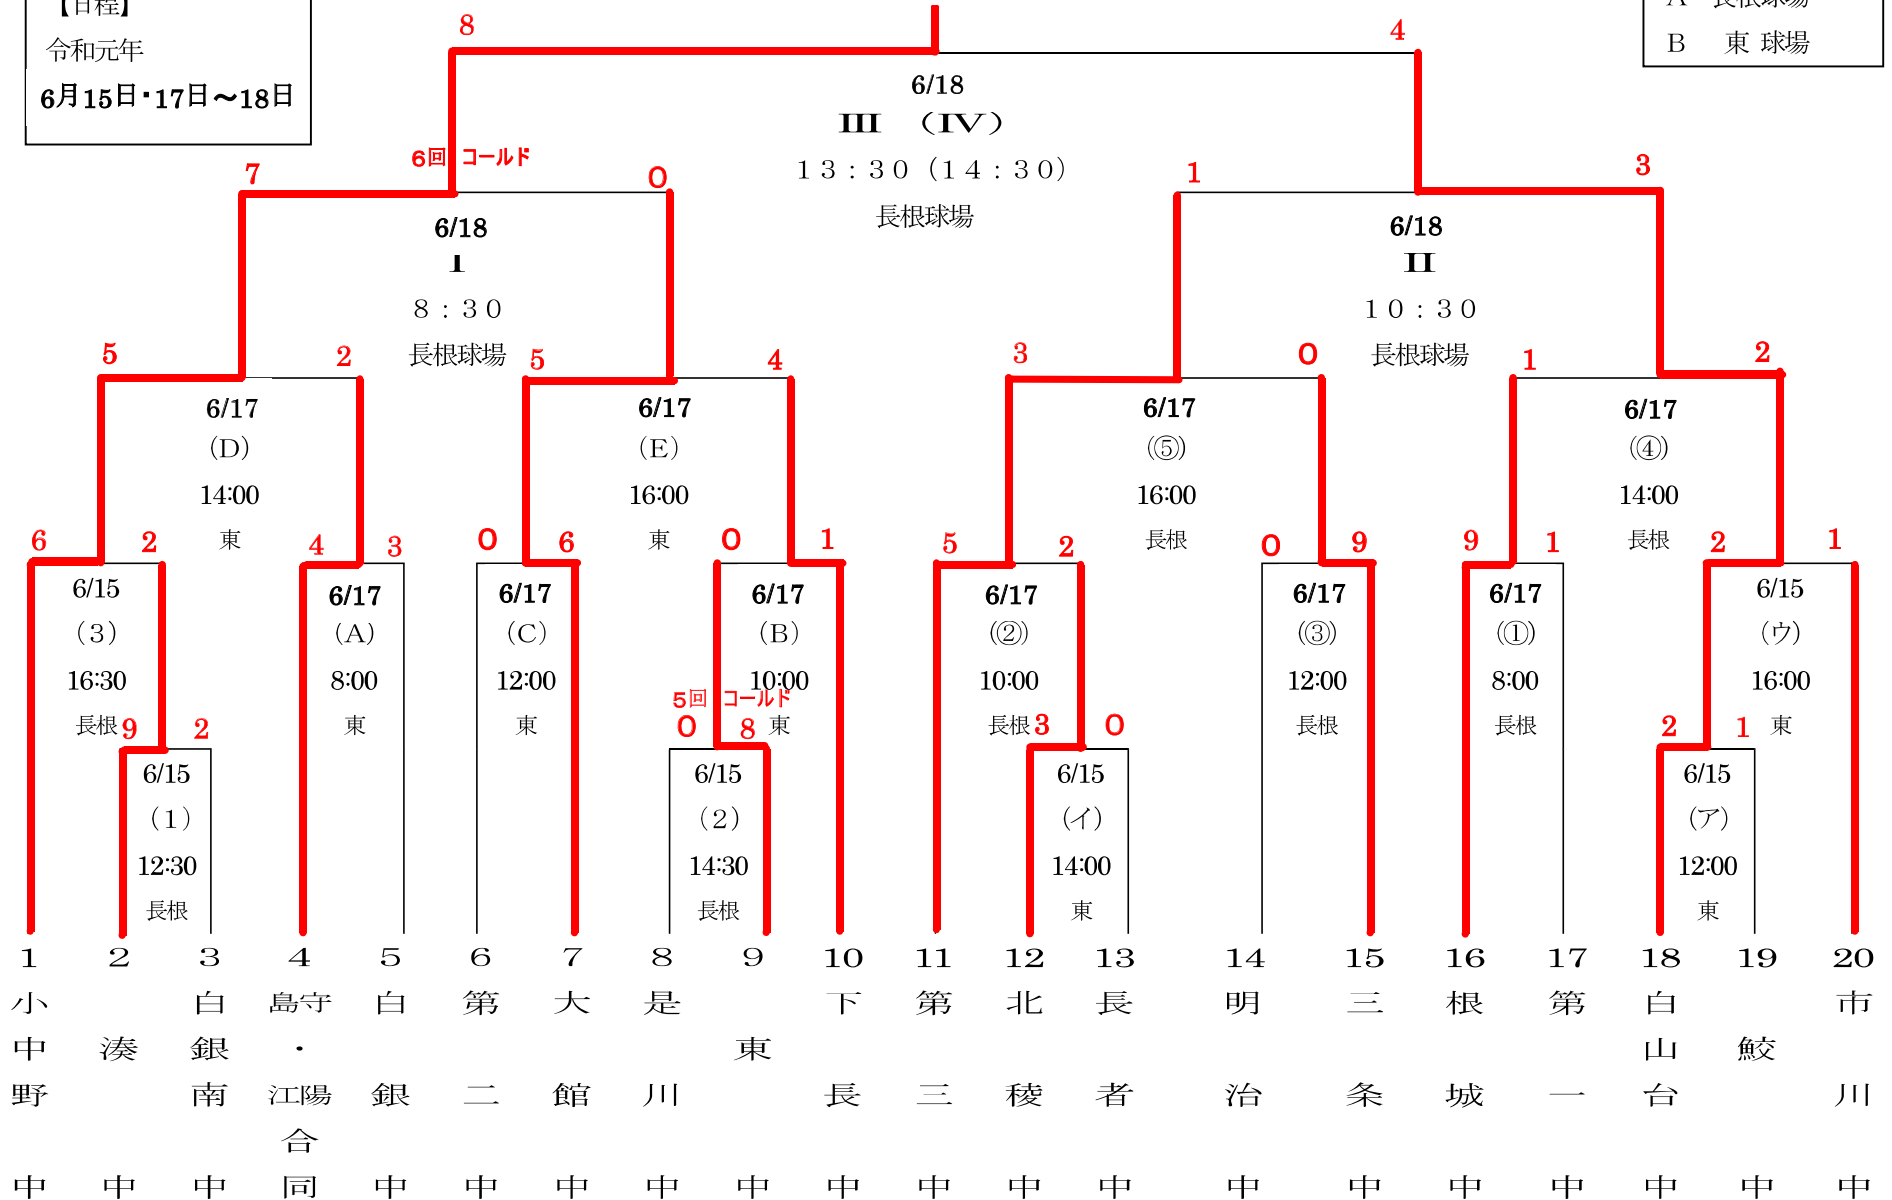 【日程】
令和元年
6月15日・17日～18日
A 長根球場
B 東 球場
8
4
6/18
III （IV）
13：30（14：30）
長根球場
7
6回 コールド
0
1
3
6/18
I
8：30
長根球場
6/18
II
10：30
長根球場
5
2
5
4
3
0
1
2
6/17
（D）
14:00
東
6/17
（E）
16:00
東
6/17
（⑤）
16:00
長根
6/17
（④）
14:00
長根
6
2
4
3
0
6
0
1
5
2
0
9
9
1
2
1
6/15
（3）
16:30
長根
6/17
（A）
8:00
東
6/17
（C）
12:00
東
6/17
（B）
10:00
東
6/17
（②）
10:00
長根
6/17
（③）
12:00
長根
6/17
（①）
8:00
長根
6/15
（ウ）
16:00
東
9
2
5回 コールド
0
8
3
0
2
1
6/15
（1）
12:30
長根
6/15
（2）
14:30
長根
6/15
（イ）
14:00
東
6/15
（ア）
12:00
東
1
小中野中
2
湊中
3
白銀南中
4
島守・江陽合同
5
白銀中
6
第二中
7
大館中
8
是川中
9
東中
10
下長中
11
第三中
12
北稜中
13
長者中
14
明治中
15
三条中
16
根城中
17
第一中
18
白山台中
19
鮫中
20
市川中